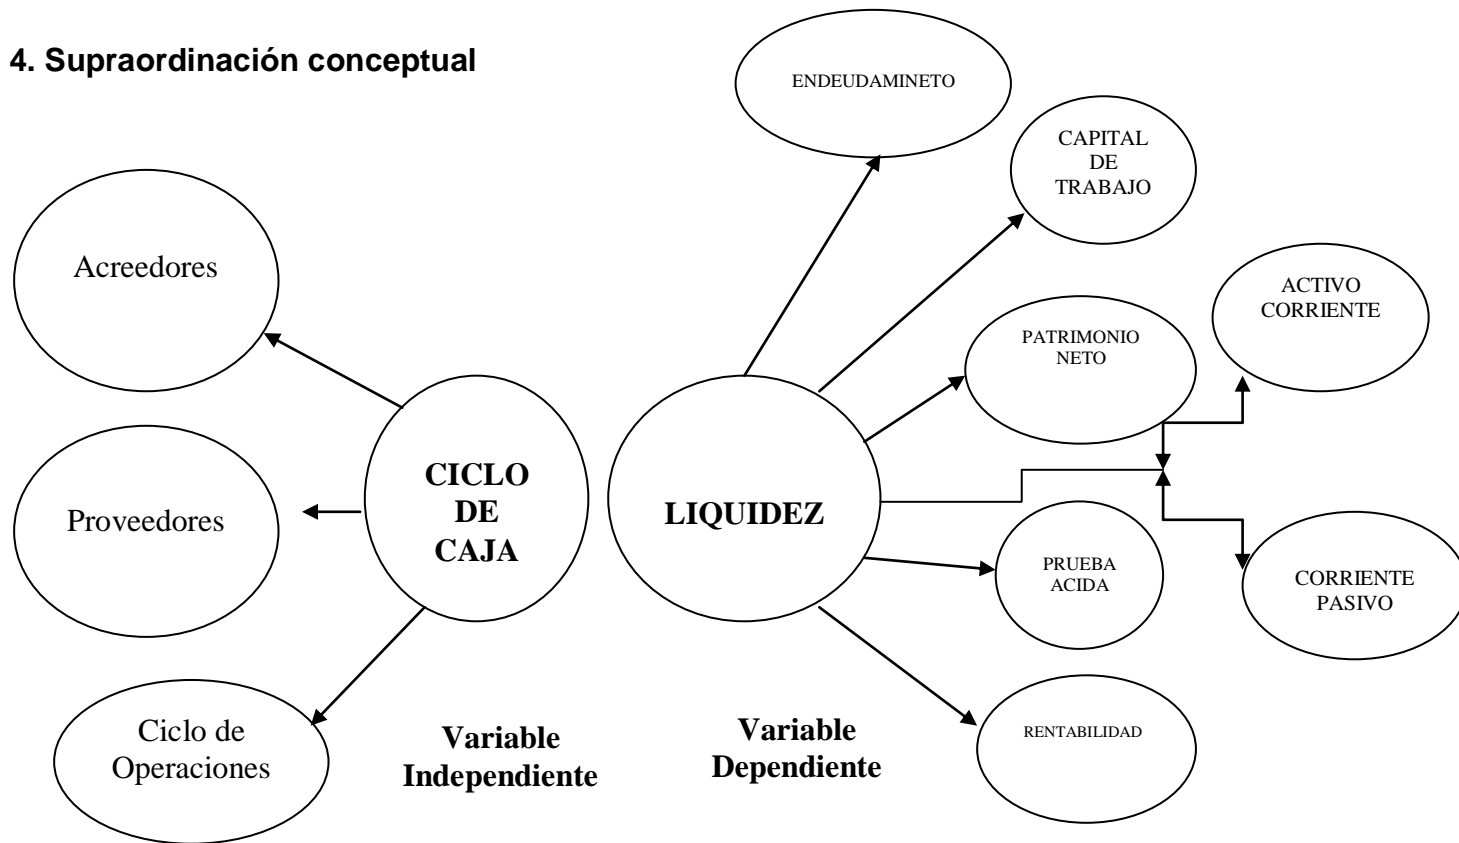 4. Supraordinación conceptual
ENDEUDAMINETO
CAPITAL
DE
TRABAJO
Acreedores
ACTIVO
CORRIENTE
PATRIMONIO
NETO
CICLO
DE
CAJA
LIQUIDEZ
Proveedores
PRUEBA
ACIDA
CORRIENTE
PASIVO
Ciclo de
Operaciones
Variable
Independiente
Variable
Dependiente
RENTABILIDAD